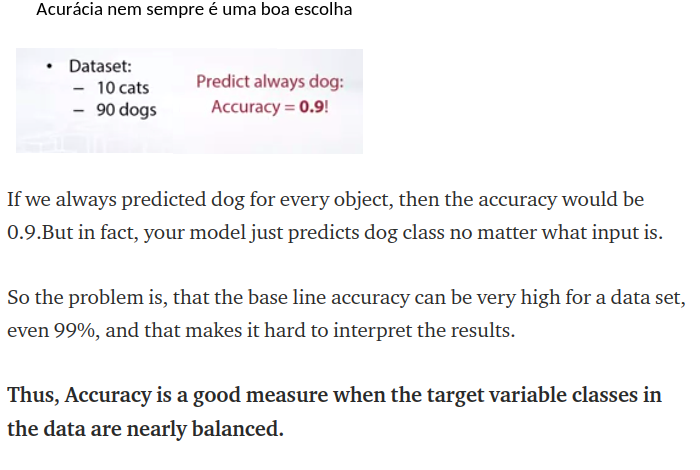 Acurácia nem sempre é uma boa escolha
• Dataset:
– 10 cats
– 90 dogs
Predict always dog:
Accuracy = 0.9!
If we always predicted dog for every object, then the accuracy would be
0.9.But in fact, your model just predicts dog class no matter what input is.
So the problem is, that the base line accuracy can be very high for a data set,
even 99%, and that makes it hard to interpret the results.
Thus, Accuracy is a good measure when the target variable classes in
the data are nearly balanced.